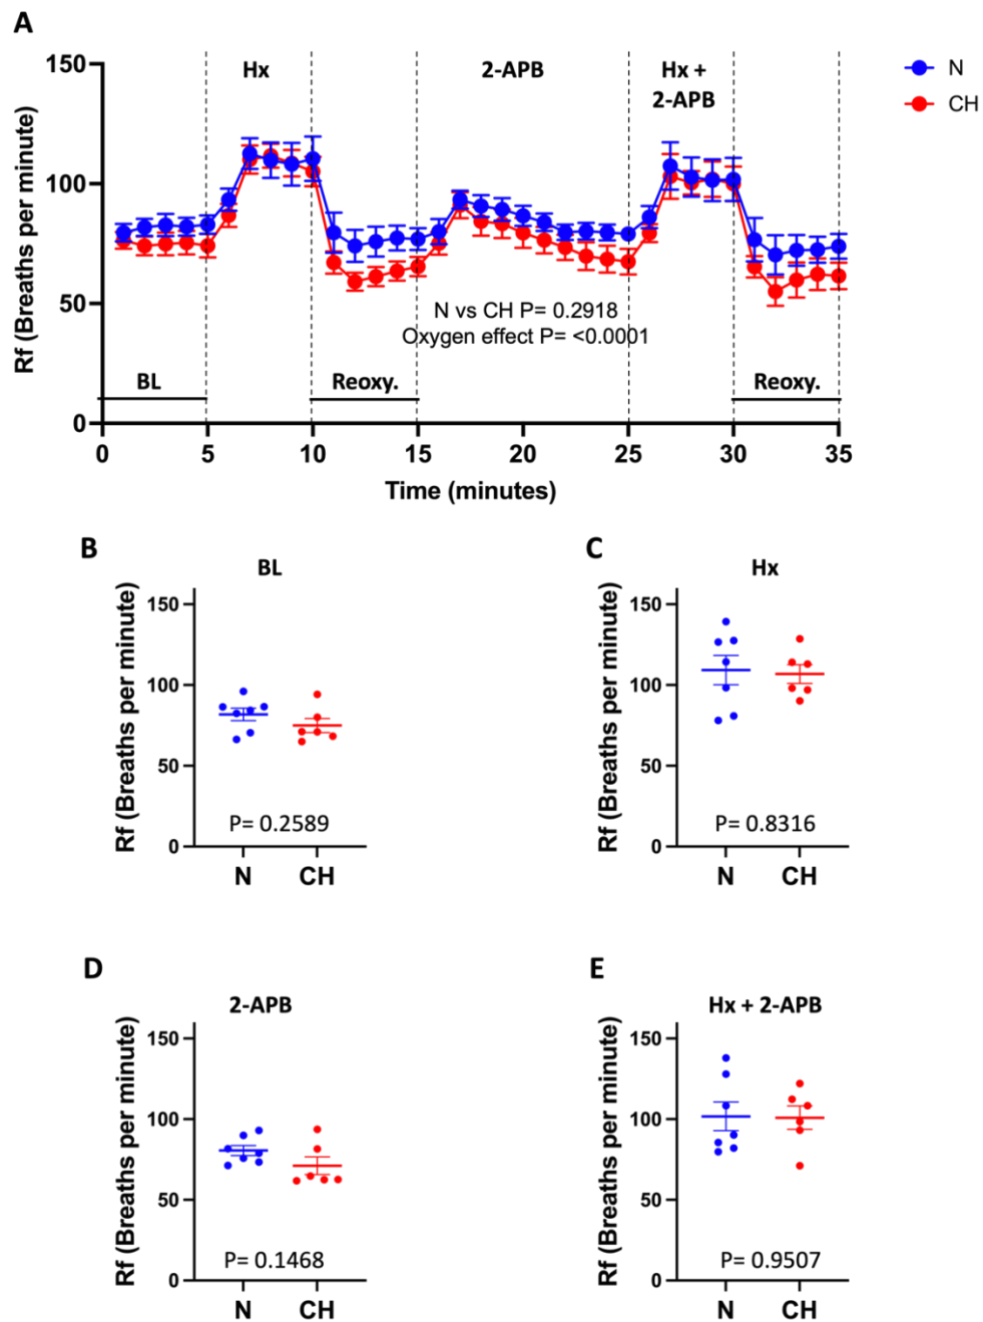 A
Rf (Breaths per minute)
150
100
50
0
Hx
2-APB
Hx +
2-APB
N
CH
N vs CH P= 0.2918
Oxygen effect P= <0.0001
BL
Reoxy.
Reoxy.
0 5 10 15 20 25 30 35
Time (minutes)
B
BL
Rf (Breaths per minute)
150
100
50
0
P= 0.2589
N CH
C
Hx
Rf (Breaths per minute)
150
100
50
0
P= 0.8316
N CH
D
2-APB
Rf (Breaths per minute)
150
100
50
0
P= 0.1468
N CH
E
Hx + 2-APB
Rf (Breaths per minute)
150
100
50
0
P= 0.9507
N CH